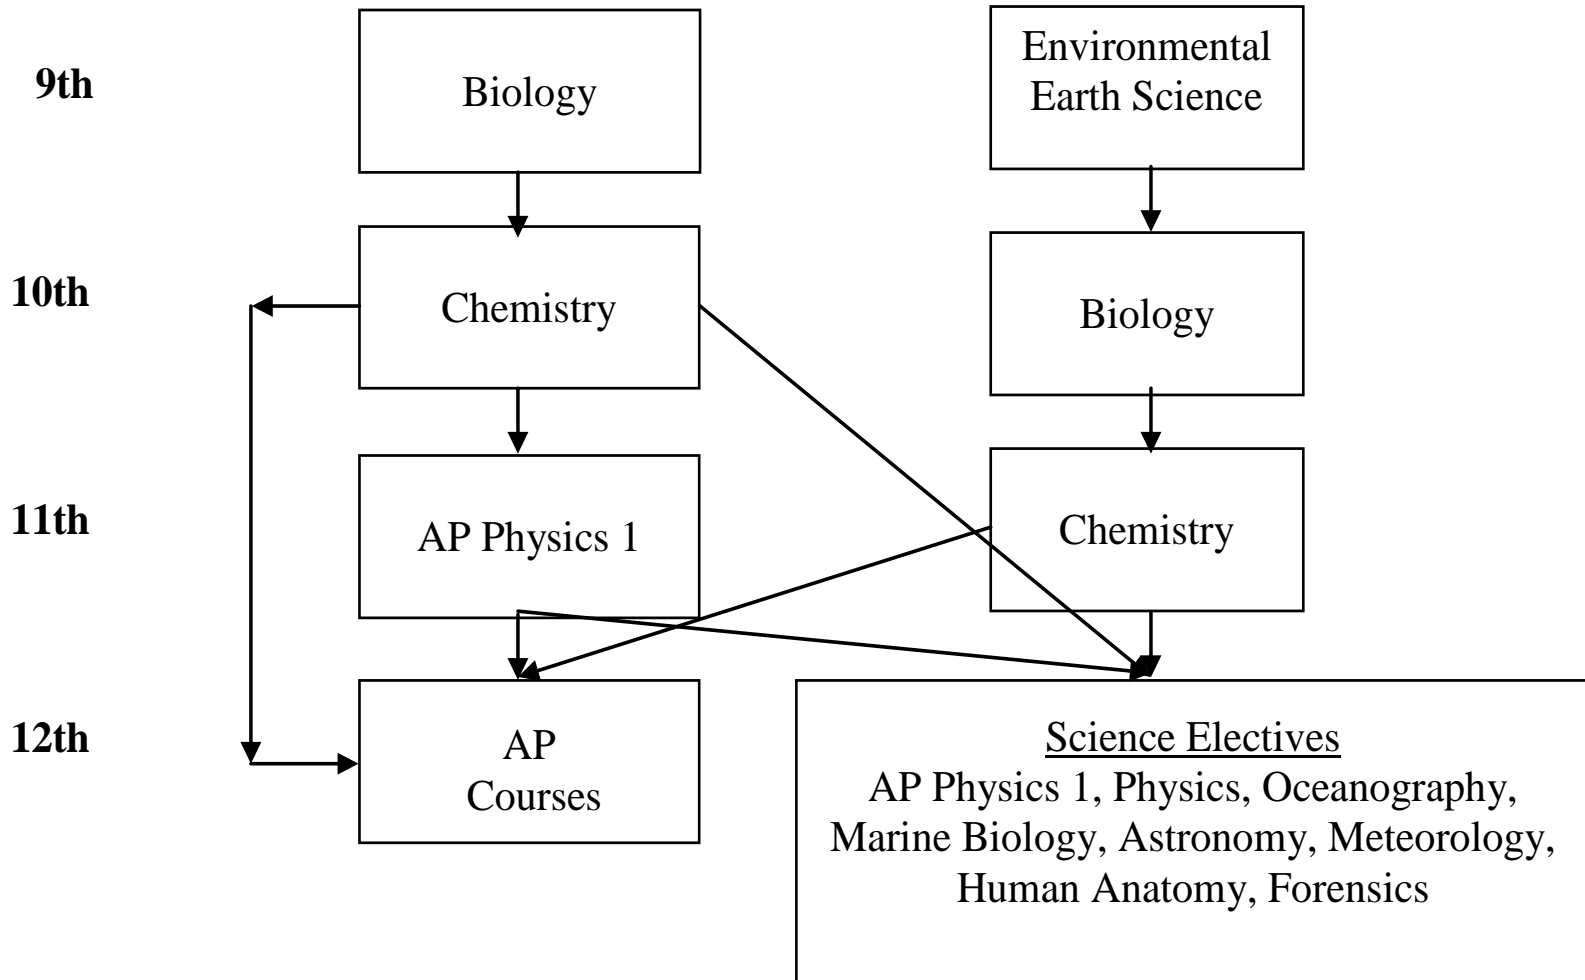 9th
Biology
Environmental
Earth Science
10th
Chemistry
Biology
11th
AP Physics 1
Chemistry
12th
AP
Courses
Science Electives
AP Physics 1, Physics, Oceanography,
Marine Biology, Astronomy, Meteorology,
Human Anatomy, Forensics